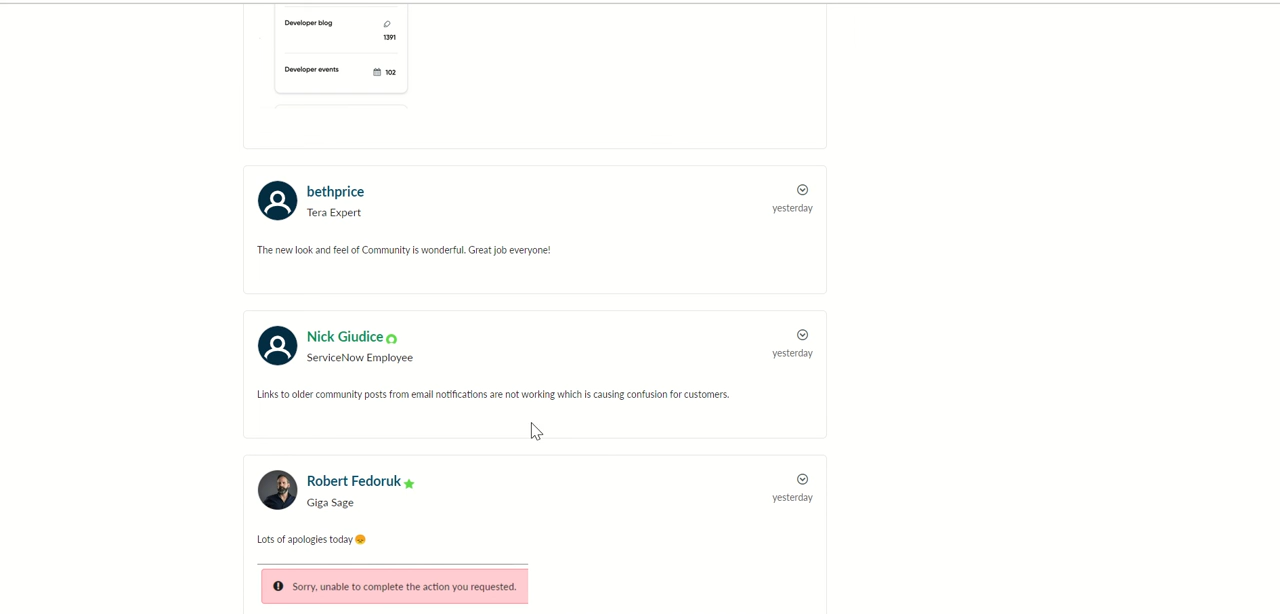 Developer blog
1391
Developer events
102
bethprice
Tera Expert
yesterday
The new look and feel of Community is wonderful. Great job everyone!
Nick Giudice
ServiceNow Employee
yesterday
Links to older community posts from email notifications are not working which is causing confusion for customers.
Robert Fedoruk
Giga Sage
yesterday
Lots of apologies today
Sorry, unable to complete the action you requested.